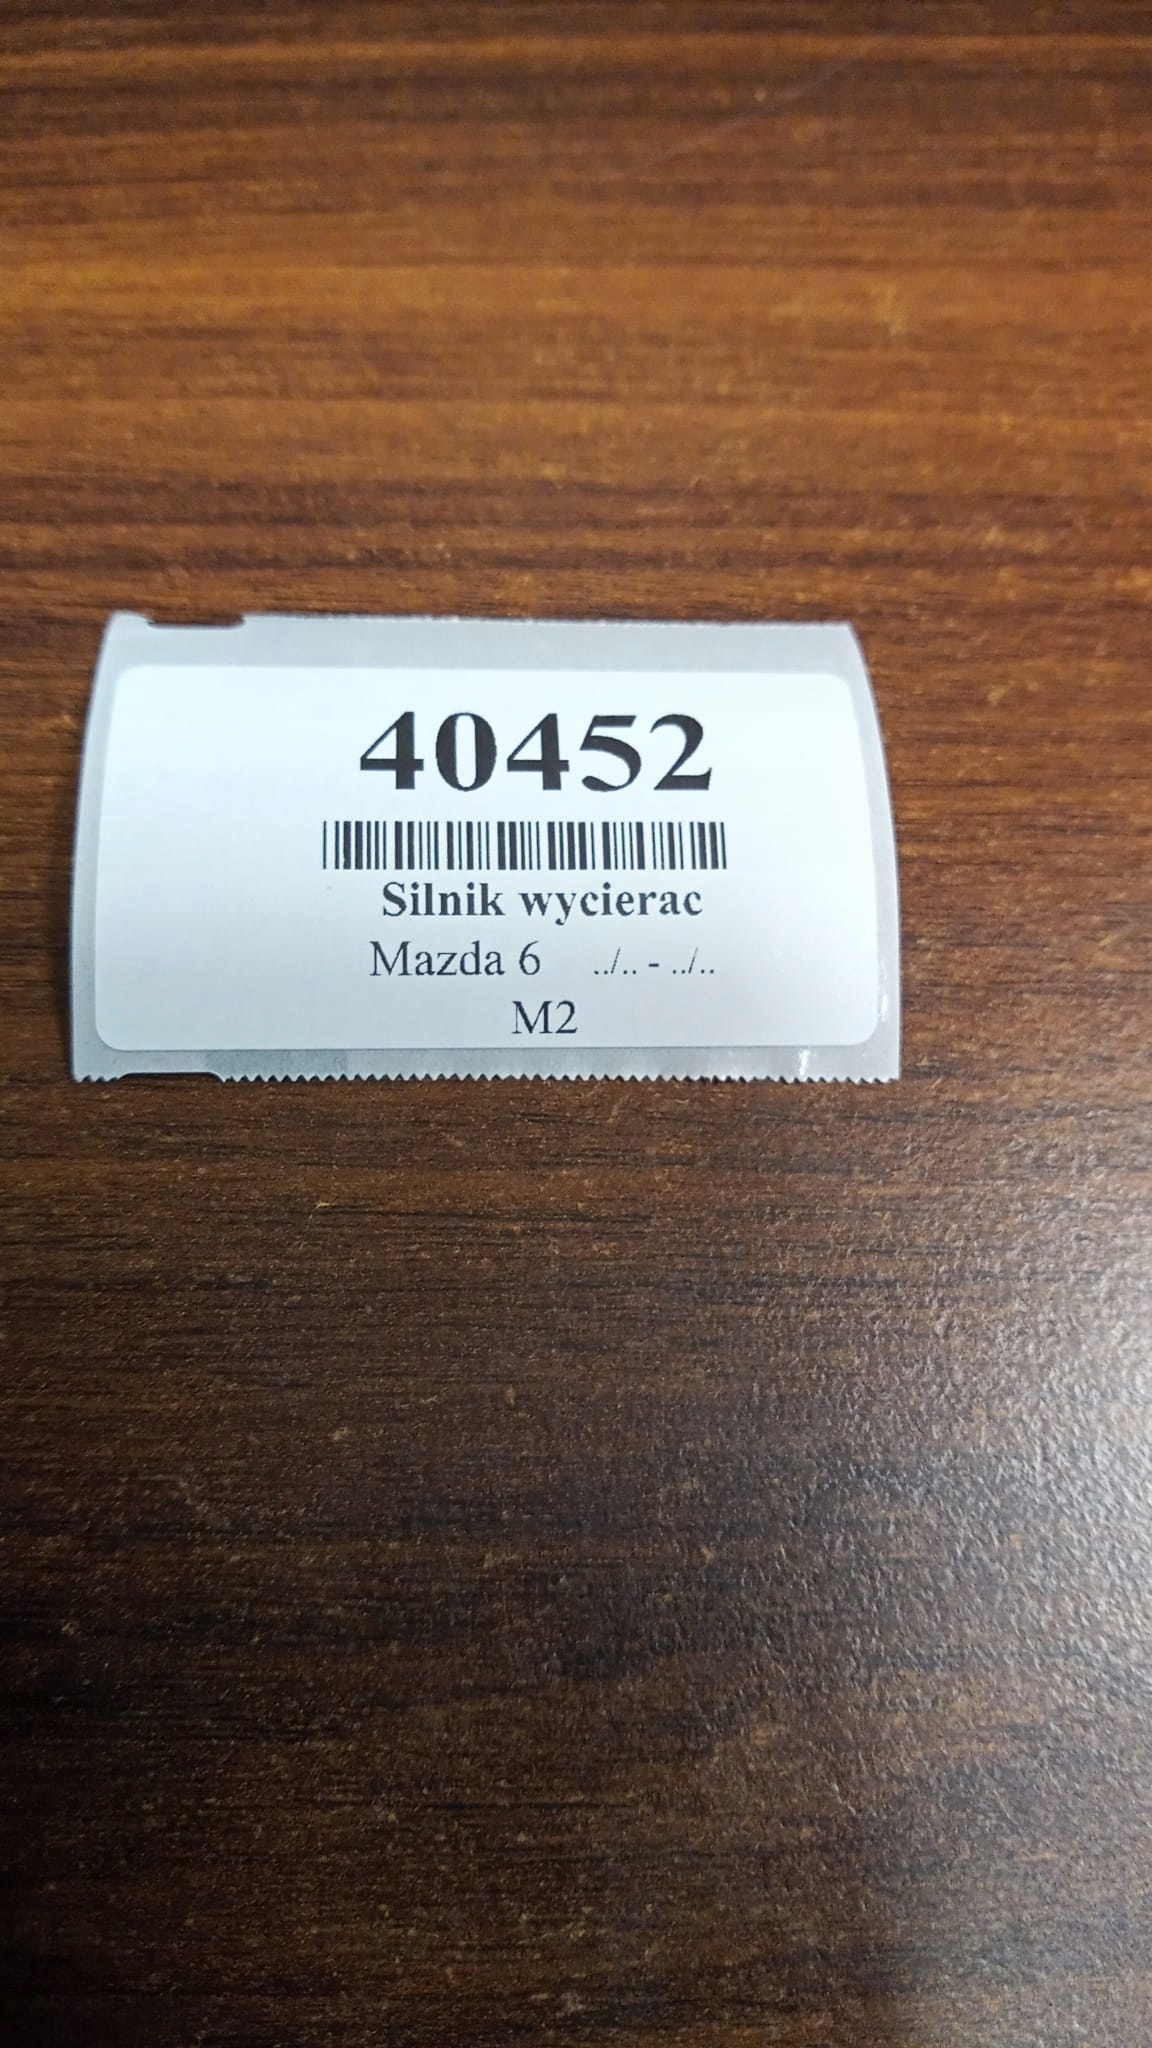 40452
Silnik wycierac
Mazda 6 ../.. - ../..
M2